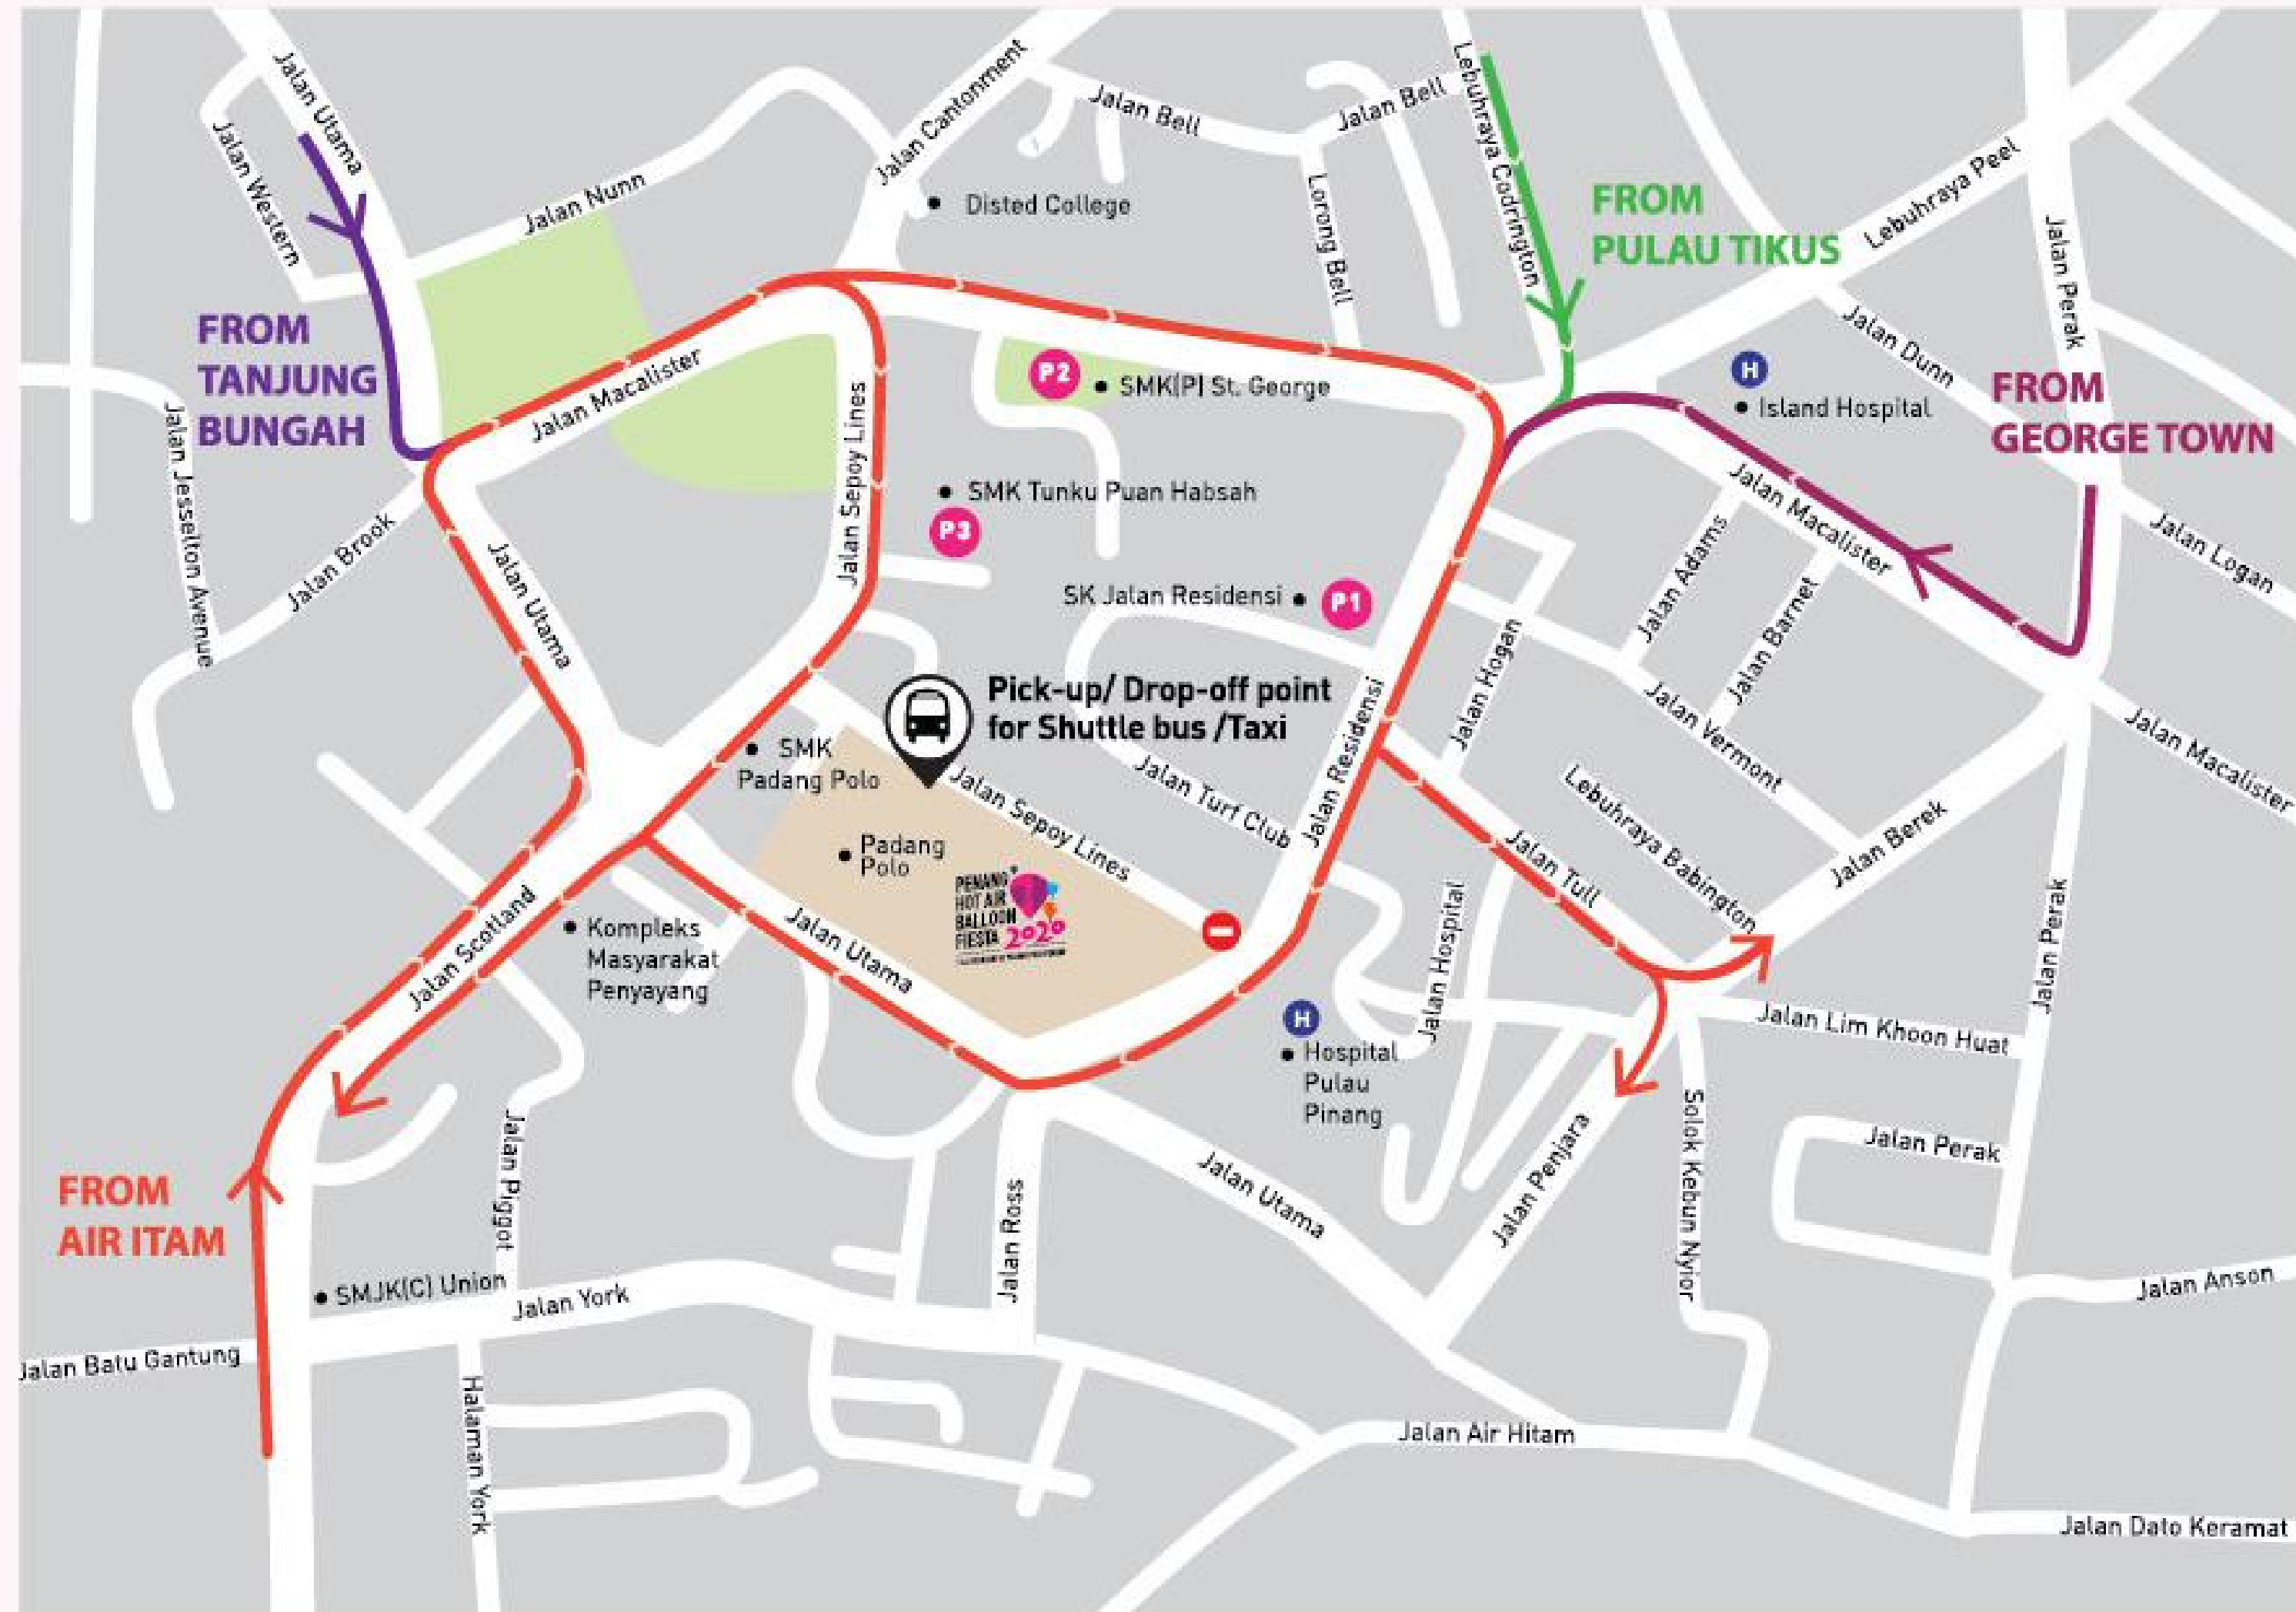 Jalan Utama
Jalan Western
Jalan Nunn
Jalan Cantonment
Jalan Bell
Jalan Bell
Lorong Bell
Lebuhraya Codrington
Disted College
FROM
PULAU TIKUS
Lebuhraya Peel
Jalan Perak
Jalan Dunn
FROM
TANJUNG
BUNGAH
Jalan Macalister
Jalan Sepoy Lines
P2
SMK(P) St. George
H
Island Hospital
FROM
GEORGE TOWN
Jalan Jesselton Avenue
Jalan Brook
Jalan Utama
SMK Tunku Puan Habsah
P3
SK Jalan Residensi
P1
Jalan Macalister
Jalan Logan
Jalan Adams
Jalan Barnet
Jalan Hogan
Jalan Vermont
Jalan Macalister
Pick-up/ Drop-off point
for Shuttle bus /Taxi
Jalan Residensi
SMK
Padang Polo
Jalan Sepoy Lines
Jalan Turf Club
Padang
Polo
PENANG
HOT AIR
BALLOON
FIESTA 2020
Lebuhraya Babington
Jalan Tull
Jalan Berek
Jalan Perak
Jalan Scotland
Kompleks
Masyarakat
Penyayang
Jalan Utama
Jalan Hospital
H
Hospital
Pulau
Pinang
Jalan Lim Khoon Huat
Jalan Piggot
Jalan Ross
Jalan Utama
Jalan Penjara
Solok Kebun Nyior
Jalan Perak
FROM
AIR ITAM
SMJK(C) Union
Jalan York
Jalan Batu Gantung
Halaman York
Jalan Anson
Jalan Air Hitam
Jalan Dato Keramat